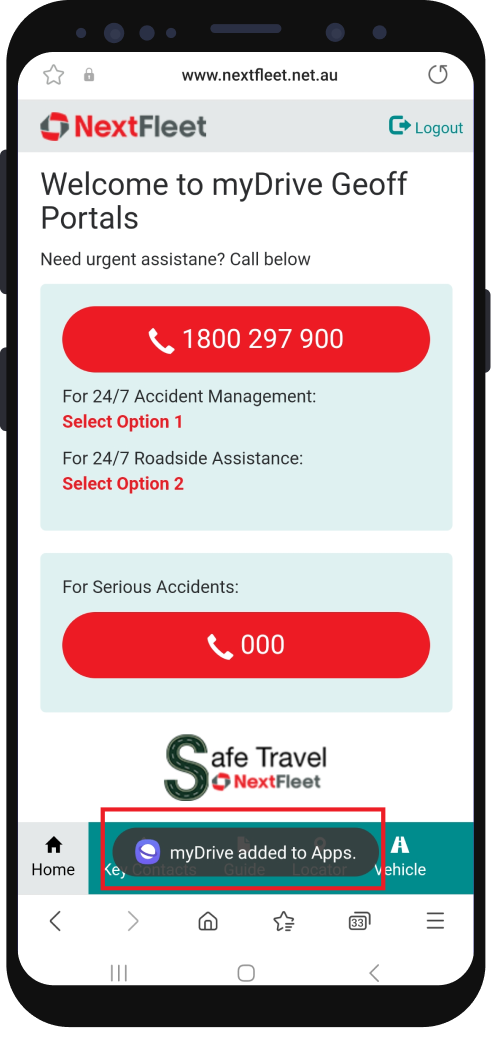 www.nextfleet.net.au
NextFleet
Logout
Welcome to myDrive Geoff
Portals
Need urgent assistane? Call below
1800 297 900
For 24/7 Accident Management:
Select Option 1
For 24/7 Roadside Assistance:
Select Option 2
For Serious Accidents:
000
Safe Travel
NextFleet
myDrive added to Apps.
Home
Key Contacts
Guide
Locator
Vehicle
33